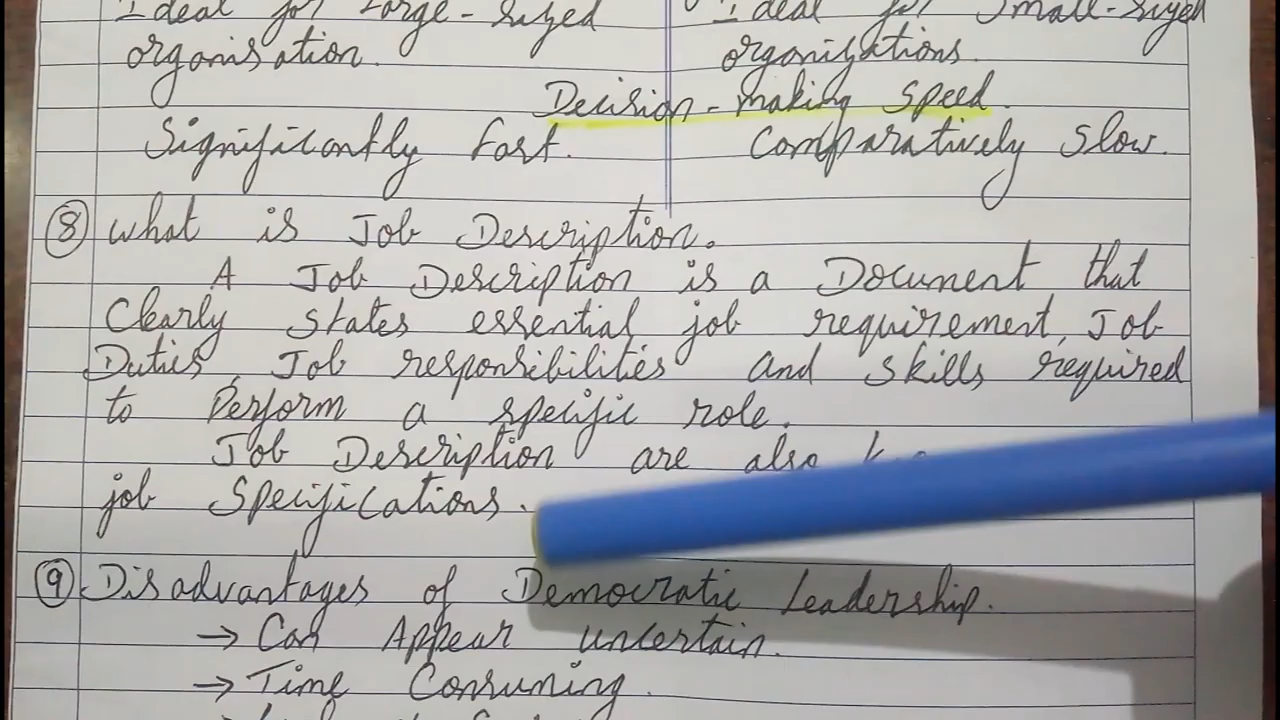 Ideal for Large-sized Ideal for Small-sized
organisation. organisations.
Decision-making speed.
Significantly fast. Comparatively slow.
8 What is Job Description.
A Job Description is a Document that
Clearly states essential job requirement, Job
Duties, Job responsibilities and skills required
to Perform a specific role.
Job Description are also
job Specifications.
9 Disadvantages of Democratic Leadership.
→ Can Appear uncertain.
→ Time Consuming.